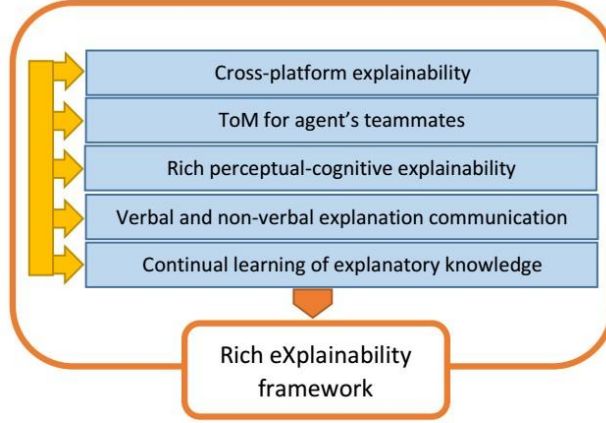 Cross-platform explainability
ToM for agent's teammates
Rich perceptual-cognitive explainability
Verbal and non-verbal explanation communication
Continual learning of explanatory knowledge
Rich eXplainability
framework